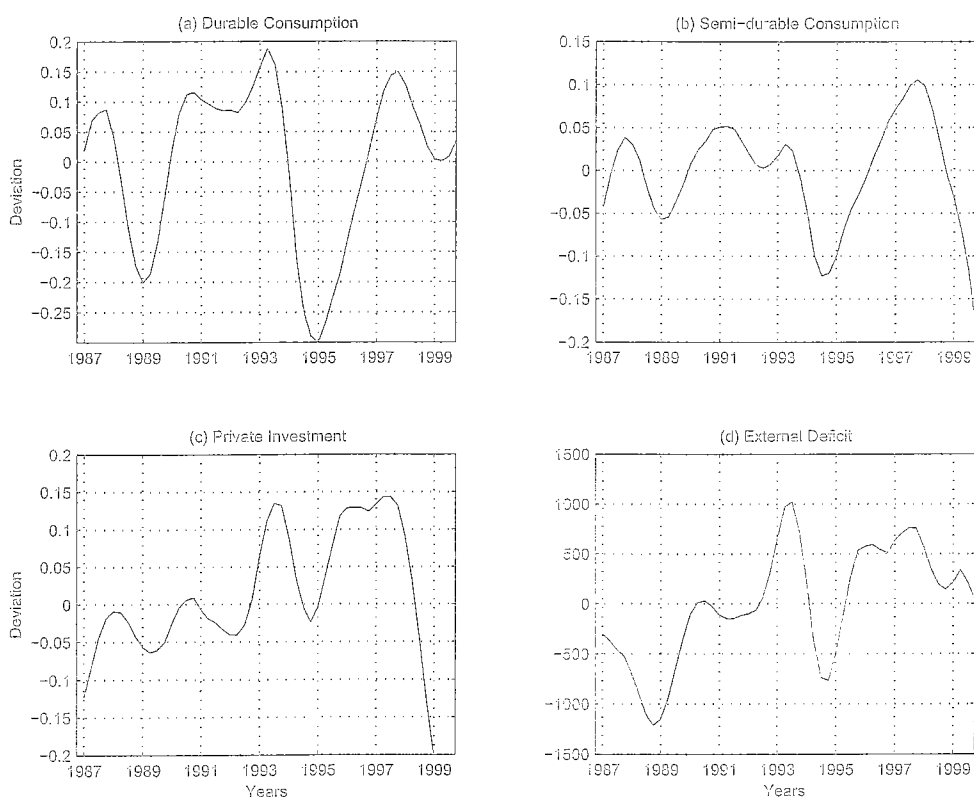 (a) Durable Consumption
0.2
0.15
0.1
0.05
0
−0.05
−0.1
−0.15
−0.2
−0.25
Deviation
1987 1989 1991 1993 1995 1997 1999
(b) Semi−durable Consumption
0.15
0.1
0.05
0
−0.05
−0.1
−0.15
−0.2
1987 1989 1991 1993 1995 1997 1999
(c) Private Investment
0.2
0.15
0.1
0.05
0
−0.05
−0.1
−0.15
−0.2
Deviation
1987 1989 1991 1993 1995 1997 1999
Years
(d) External Deficit
1500
1000
500
0
−500
−1000
−1500
1987 1989 1991 1993 1995 1997 1999
Years